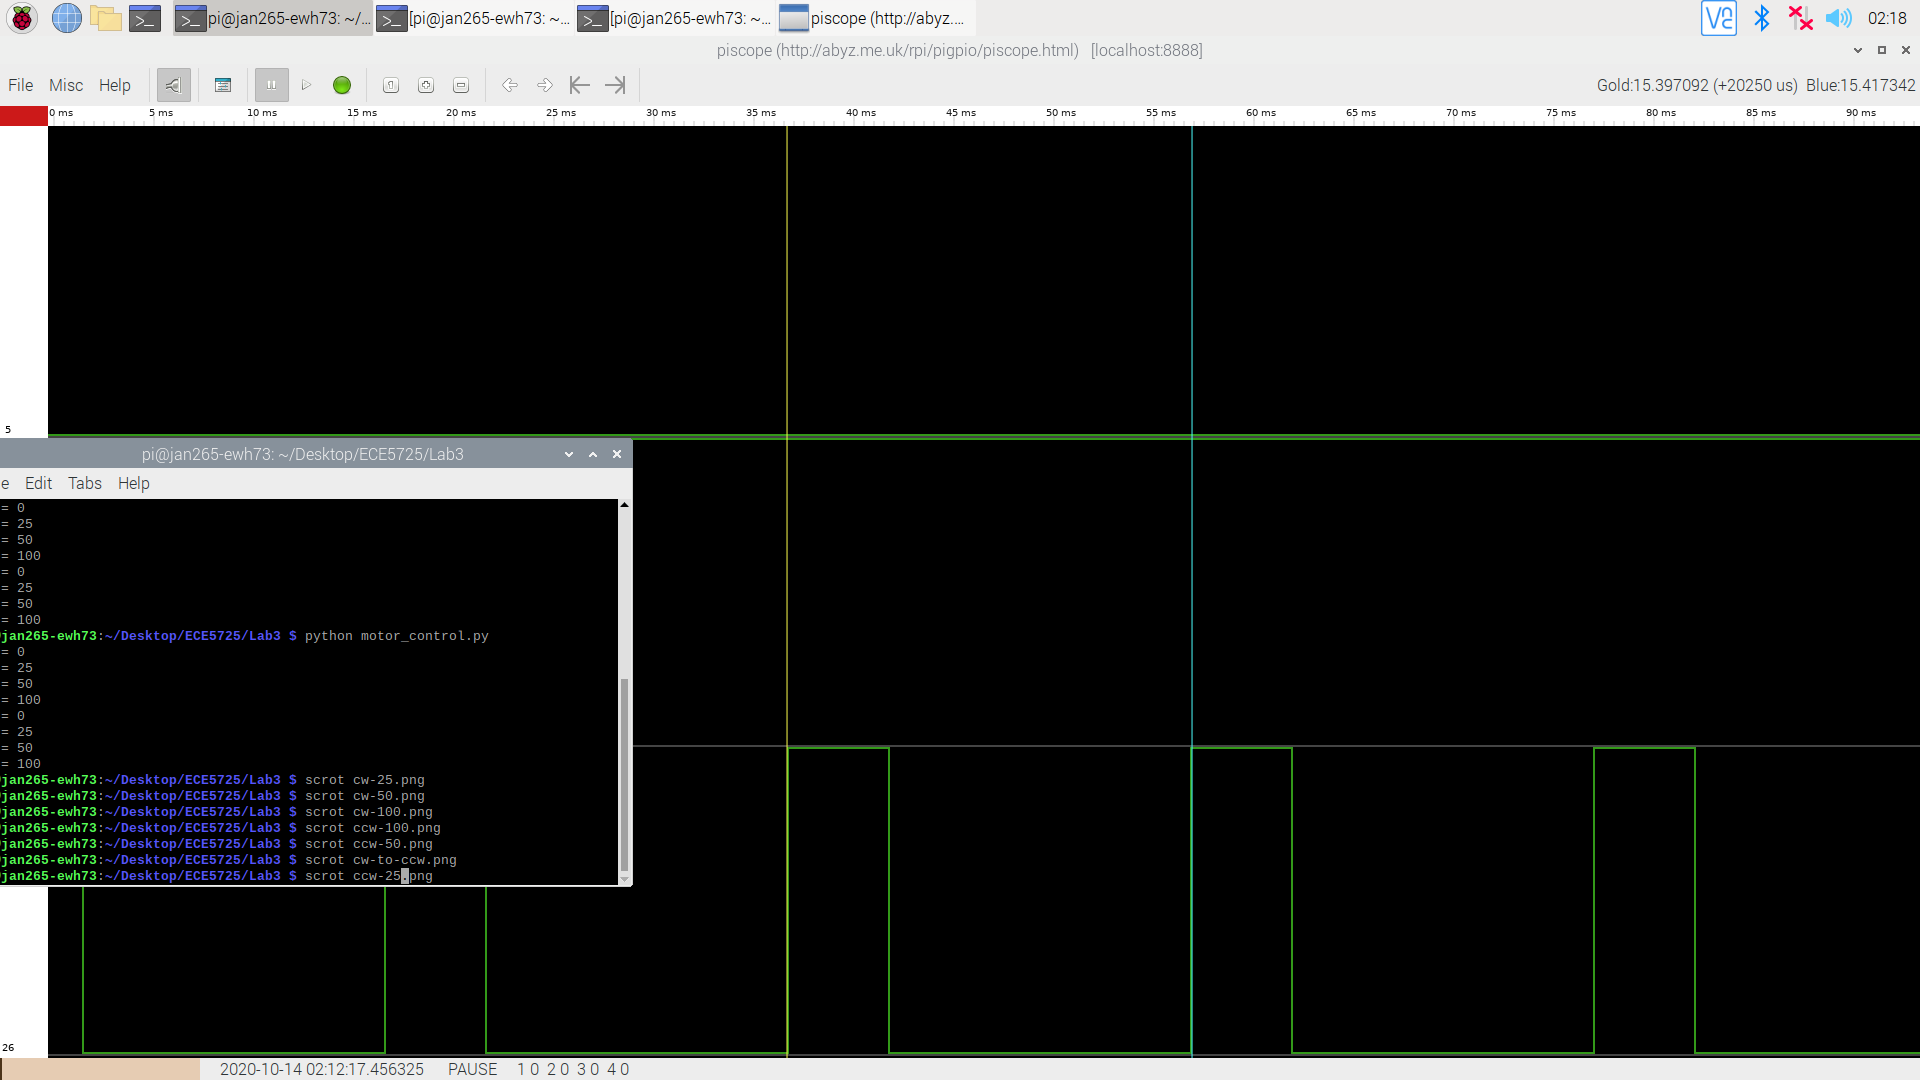 pi@jan265-ewh73: ~/... [pi@jan265-ewh73: ~... [pi@jan265-ewh73: ~... piscope (http://abyz.... 02:18
piscope (http://abyz.me.uk/rpi/pigpio/piscope.html) [localhost:8888]
File Misc Help Gold:15.397092 (+20250 us) Blue:15.417342
0 ms 5 ms 10 ms 15 ms 20 ms 25 ms 30 ms 35 ms 40 ms 45 ms 50 ms 55 ms 60 ms 65 ms 70 ms 75 ms 80 ms 85 ms 90 ms
5
pi@jan265-ewh73: ~/Desktop/ECE5725/Lab3
e Edit Tabs Help
= 0
= 25
= 50
= 100
= 0
= 25
= 50
= 100
jan265-ewh73:~/Desktop/ECE5725/Lab3 $ python motor_control.py
= 0
= 25
= 50
= 100
= 0
= 25
= 50
= 100
jan265-ewh73:~/Desktop/ECE5725/Lab3 $ scrot cw-25.png
jan265-ewh73:~/Desktop/ECE5725/Lab3 $ scrot cw-50.png
jan265-ewh73:~/Desktop/ECE5725/Lab3 $ scrot cw-100.png
jan265-ewh73:~/Desktop/ECE5725/Lab3 $ scrot ccw-100.png
jan265-ewh73:~/Desktop/ECE5725/Lab3 $ scrot ccw-50.png
jan265-ewh73:~/Desktop/ECE5725/Lab3 $ scrot cw-to-ccw.png
jan265-ewh73:~/Desktop/ECE5725/Lab3 $ scrot ccw-25.png
26
2020-10-14 02:12:17.456325 PAUSE 1 0 2 0 3 0 4 0